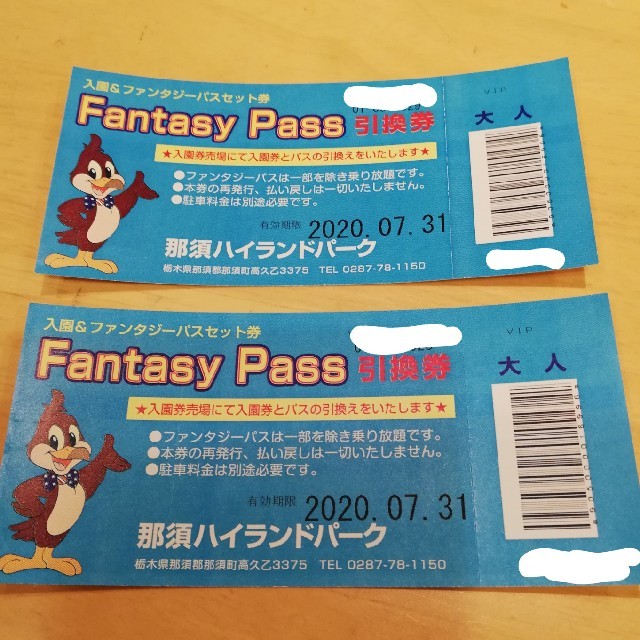 入園&ファンタジーパスセット券
Fantasy Pass 引換券
★入園券売場にて入園券とパスの引換えをいたします★
●ファンタジーパスは一部を除き乗り放題です。
●本券の再発行、払い戻しは一切いたしません。
●駐車料金は別途必要です。
有効期限 2020.07.31
那須ハイランドパーク
栃木県那須郡那須町高久乙3375 TEL 0287-78-1150
VIP
大人
入園&ファンタジーパスセット券
Fantasy Pass 引換券
★入園券売場にて入園券とパスの引換えをいたします★
●ファンタジーパスは一部を除き乗り放題です。
●本券の再発行、払い戻しは一切いたしません。
●駐車料金は別途必要です。
有効期限 2020.07.31
那須ハイランドパーク
栃木県那須郡那須町高久乙3375 TEL 0287-78-1150
VIP
大人